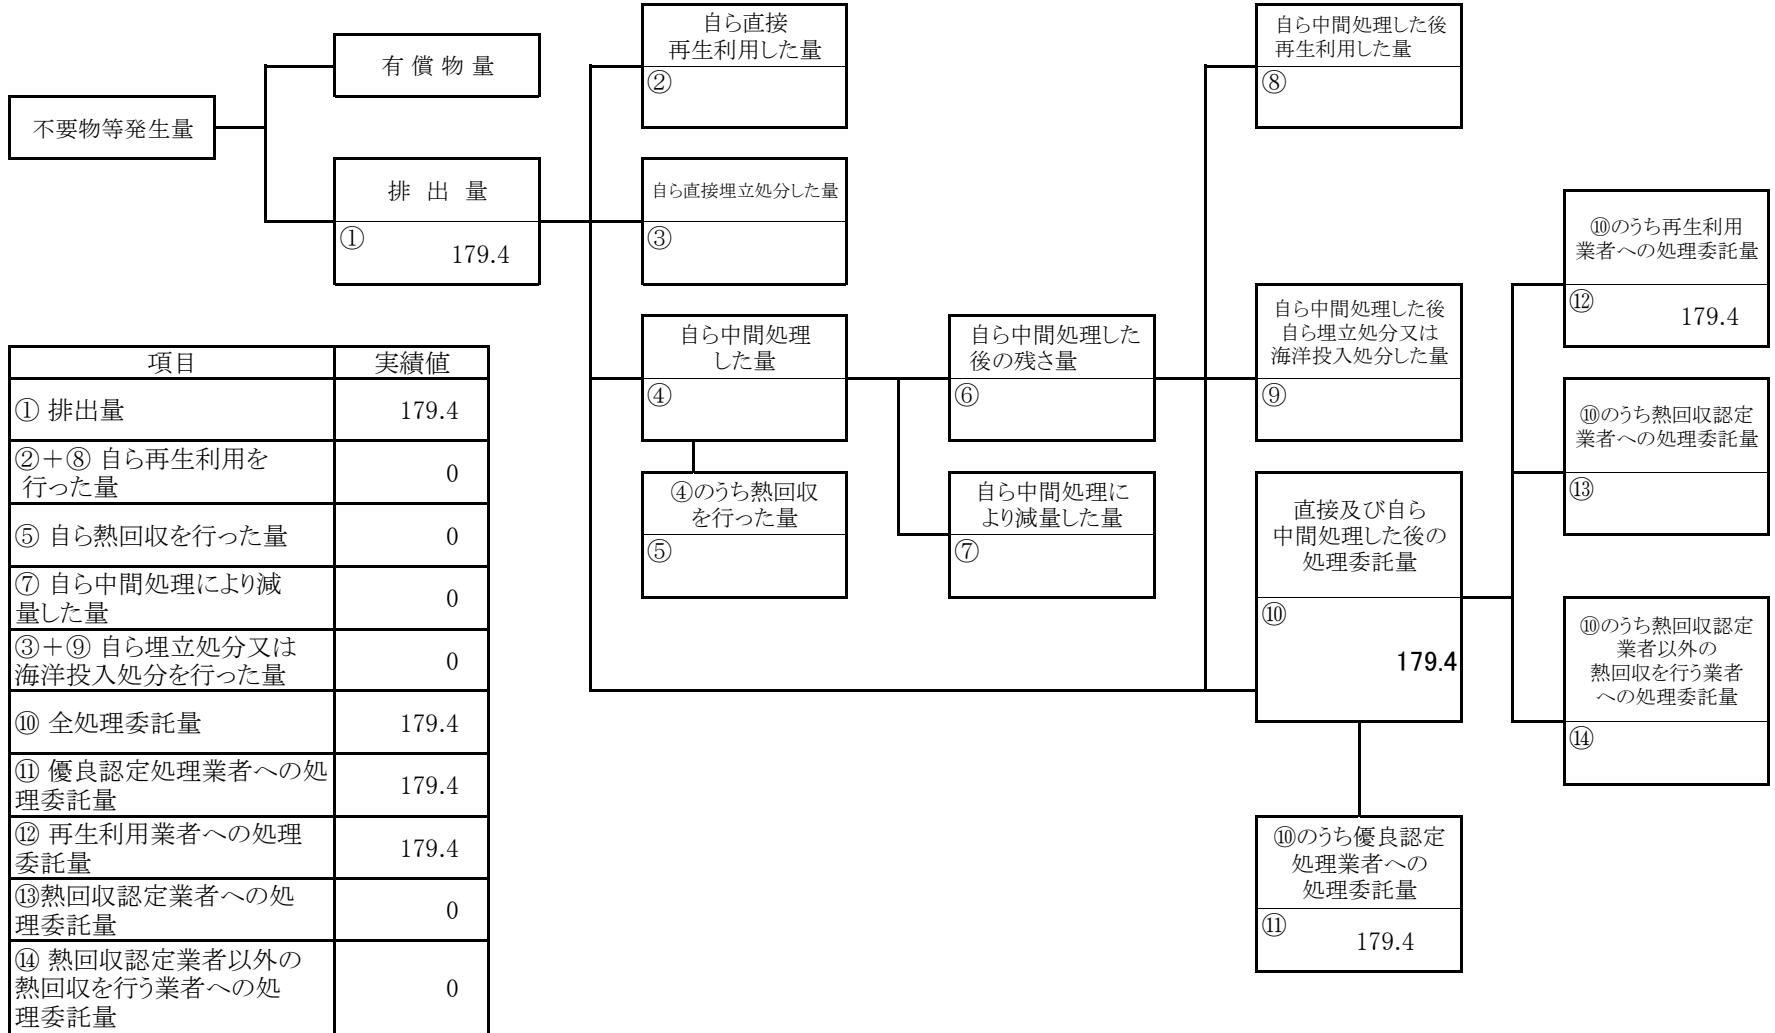 不要物等発生量
有 償 物 量
排 出 量
①
179.4
自ら直接
再生利用した量
②
自ら直接埋立処分した量
③
自ら中間処理
した量
④
④のうち熱回収
を行った量
⑤
自ら中間処理した
後の残さ量
⑥
自ら中間処理に
より減量した量
⑦
自ら中間処理した後
再生利用した量
⑧
自ら中間処理した後
自ら埋立処分又は
海洋投入処分した量
⑨
直接及び自ら
中間処理した後の
処理委託量
⑩
179.4
⑩のうち優良認定
処理業者への
処理委託量
⑪
179.4
⑩のうち再生利用
業者への処理委託量
⑫
179.4
⑩のうち熱回収認定
業者への処理委託量
⑬
⑩のうち熱回収認定
業者以外の
熱回収を行う業者
への処理委託量
⑭
項目 実績値
① 排出量 179.4
②+⑧ 自ら再生利用を
行った量 0
⑤ 自ら熱回収を行った量 0
⑦ 自ら中間処理により減
量した量 0
③+⑨ 自ら埋立処分又は
海洋投入処分を行った量 0
⑩ 全処理委託量 179.4
⑪ 優良認定処理業者への処
理委託量 179.4
⑫ 再生利用業者への処理
委託量 179.4
⑬熱回収認定業者への処
理委託量 0
⑭ 熱回収認定業者以外の
熱回収を行う業者への処
理委託量 0